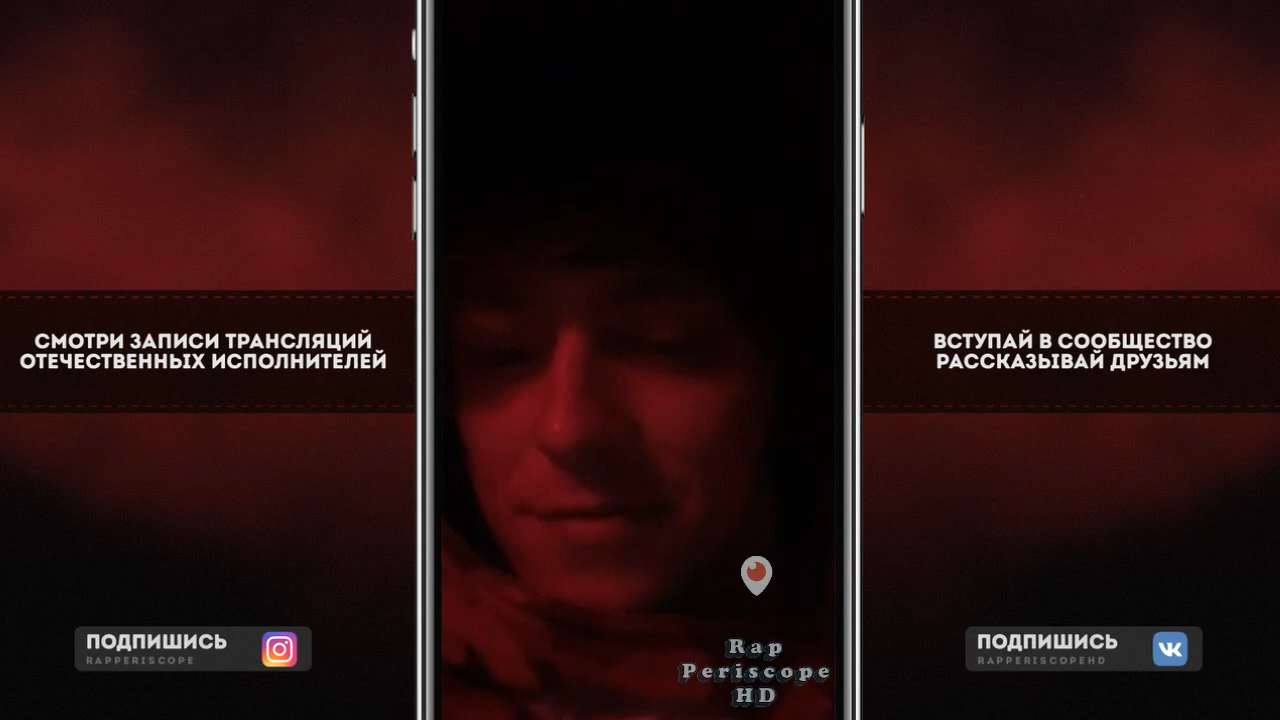 СМОТРИ ЗАПИСИ ТРАНСЛЯЦИЙ
ОТЕЧЕСТВЕННЫХ ИСПОЛНИТЕЛЕЙ
ВСТУПАЙ В СООБЩЕСТВО
РАССКАЗЫВАЙ ДРУЗЬЯМ
ПОДПИШИСЬ
RAPPERISCOPE
Rap
Periscope
HD
ПОДПИШИСЬ
RAPPERISCOPEHD